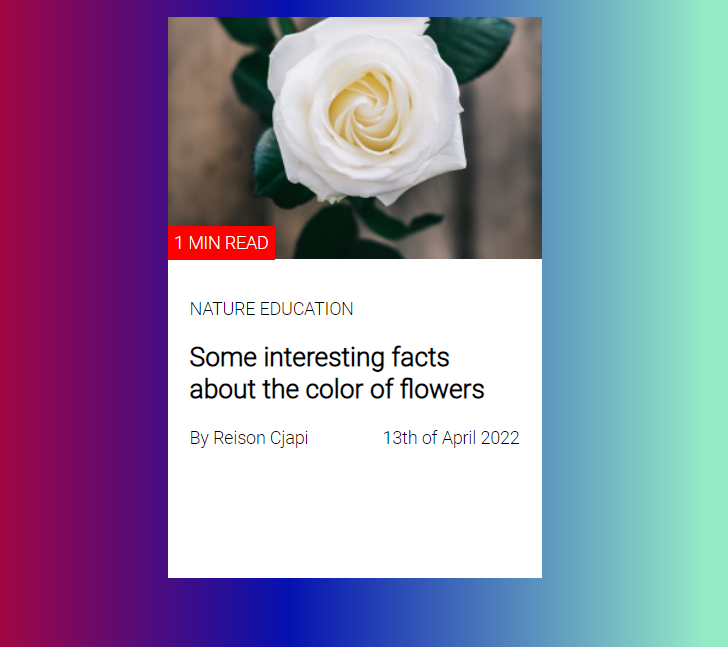 1 MIN READ
NATURE EDUCATION
Some interesting facts
about the color of flowers
By Reison Cjapi 13th of April 2022